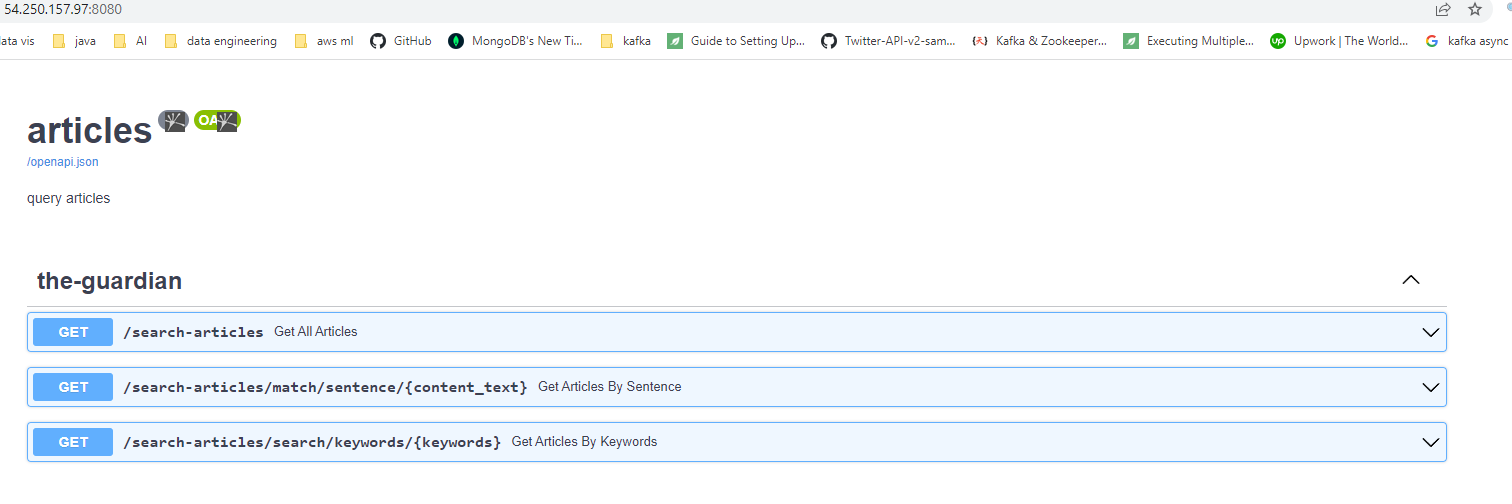 54.250.157.97:8080
data vis java AI data engineering aws ml GitHub MongoDB's New Ti... kafka Guide to Setting Up... Twitter-API-v2-sam... Kafka & Zookeeper... Executing Multiple... up Upwork | The World... G kafka async
articles OA
/openapi.json
query articles
the-guardian
GET /search-articles Get All Articles
GET /search-articles/match/sentence/{content_text} Get Articles By Sentence
GET /search-articles/search/keywords/{keywords} Get Articles By Keywords